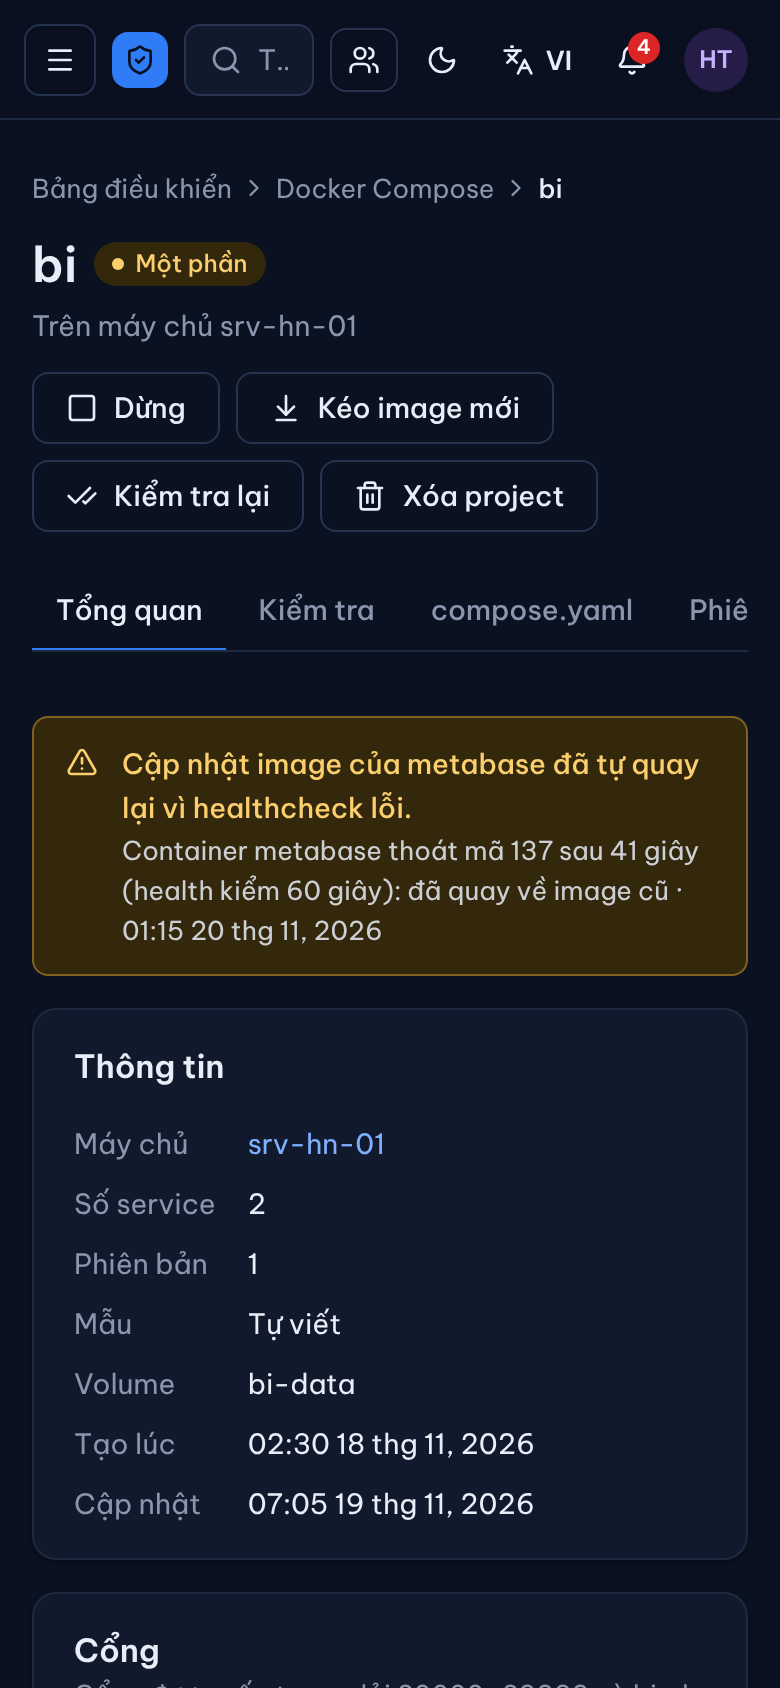 T..
VI
4
HT
Bảng điều khiển > Docker Compose > bi
bi
Một phần
Trên máy chủ srv-hn-01
Dừng
Kéo image mới
Kiểm tra lại
Xóa project
Tổng quan
Kiểm tra
compose.yaml
Phiê
Cập nhật image của metabase đã tự quay
lại vì healthcheck lỗi.
Container metabase thoát mã 137 sau 41 giây
(health kiểm 60 giây): đã quay về image cũ ·
01:15 20 thg 11, 2026
Thông tin
Máy chủ srv-hn-01
Số service 2
Phiên bản 1
Mẫu Tự viết
Volume bi-data
Tạo lúc 02:30 18 thg 11, 2026
Cập nhật 07:05 19 thg 11, 2026
Cổng